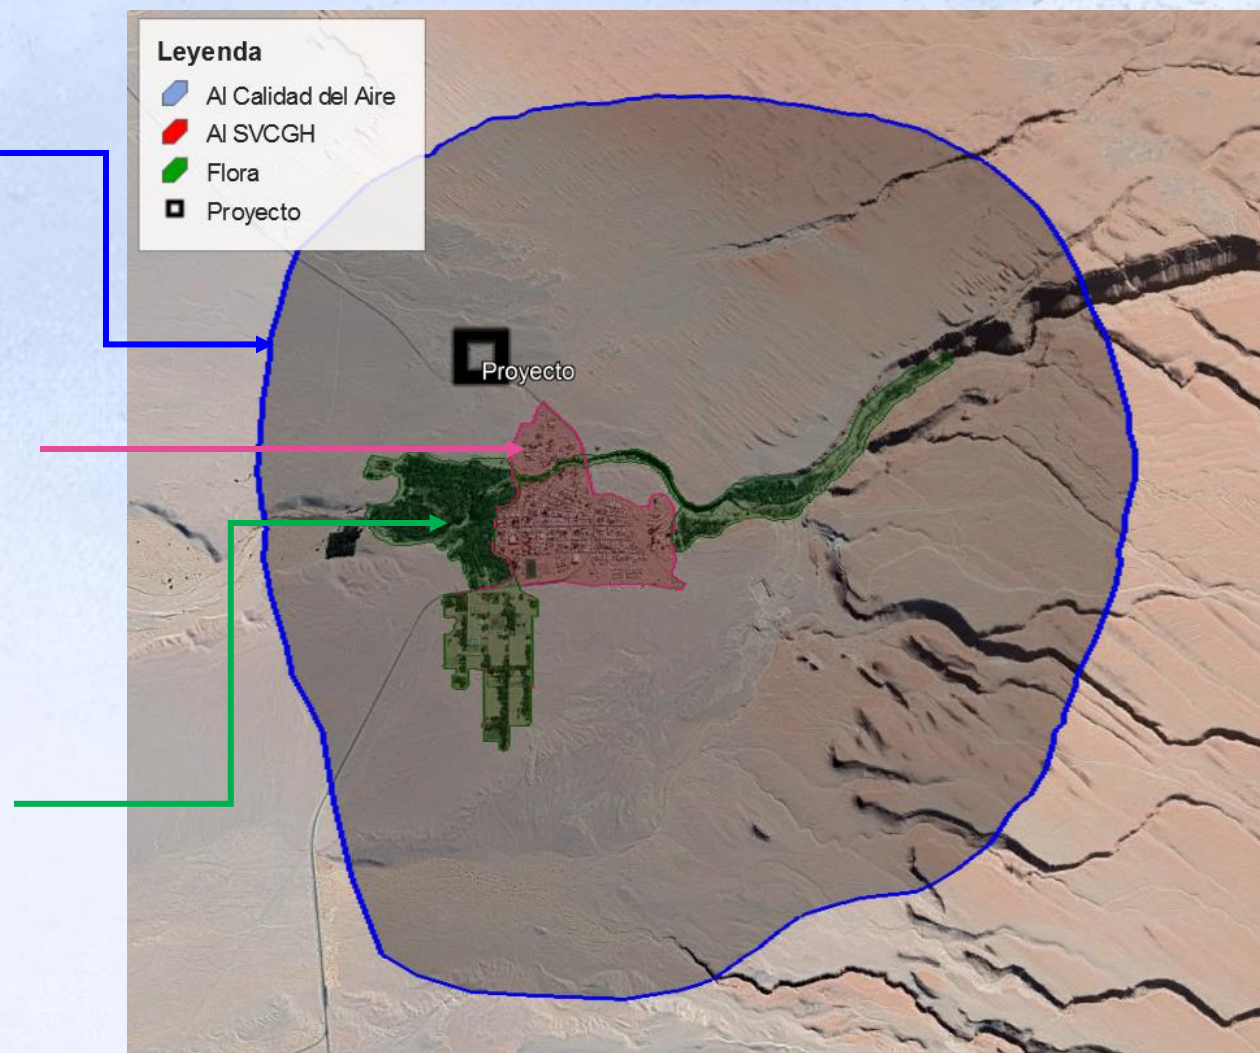 Leyenda
AI Calidad del Aire
AI SVCGH
Flora
Proyecto
Proyecto